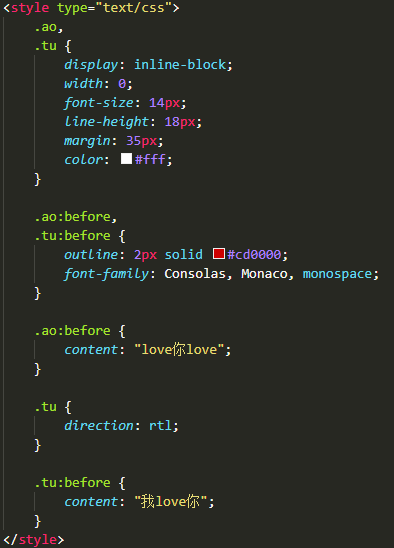 <style type="text/css">
.ao,
.tu {
display: inline-block;
width: 0;
font-size: 14px;
line-height: 18px;
margin: 35px;
color: #fff;
}
.ao:before,
.tu:before {
outline: 2px solid #cd0000;
font-family: Consolas, Monaco, monospace;
}
.ao:before {
content: "love你love";
}
.tu {
direction: rtl;
}
.tu:before {
content: "我love你";
}
</style>